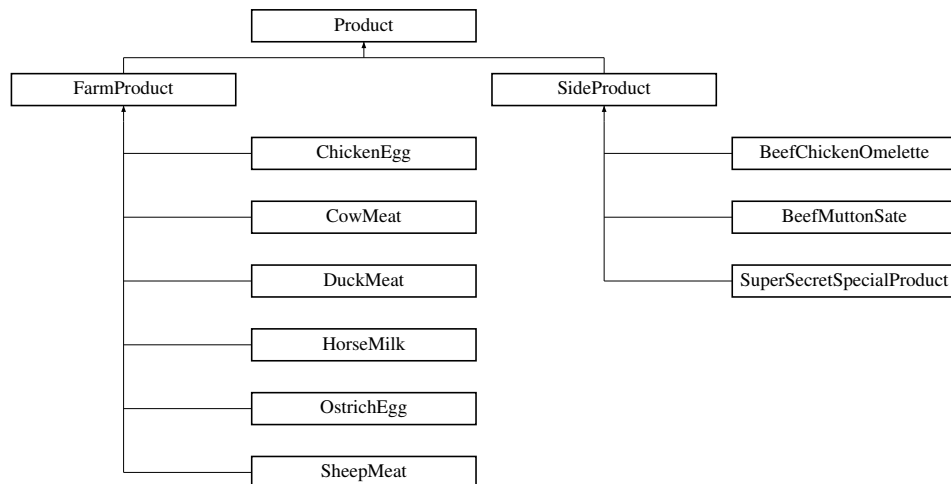 Product
FarmProduct
SideProduct
ChickenEgg
BeefChickenOmelette
CowMeat
BeefMuttonSate
DuckMeat
SuperSecretSpecialProduct
HorseMilk
OstrichEgg
SheepMeat